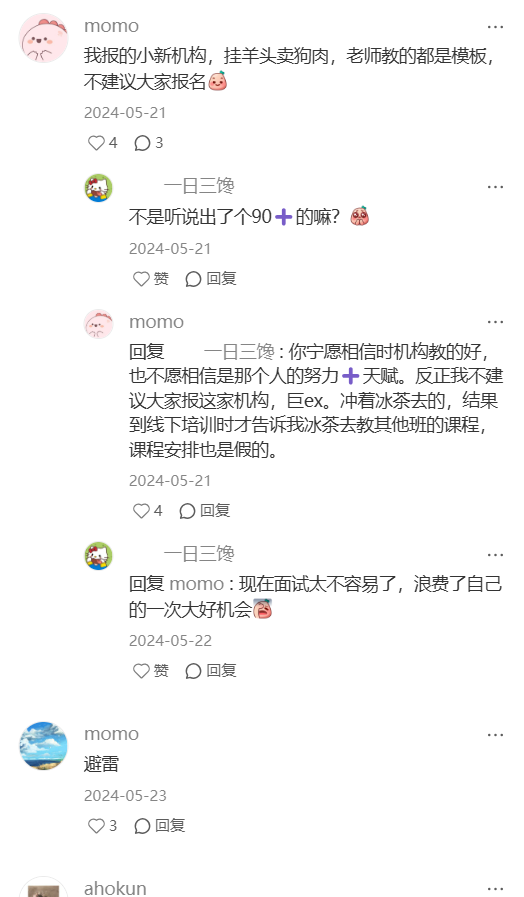 momo
我报的小新机构，挂羊头卖狗肉，老师教的都是模板，
不建议大家报名
2024-05-21
4 3
一日三馋
不是听说出了个90➕的嘛？
2024-05-21
赞 回复
momo
回复 一日三馋 : 你宁愿相信时机构教的好，
也不愿相信是那个人的努力➕天赋。反正我不建
议大家报这家机构，巨ex。冲着冰茶去的，结果
到线下培训时才告诉我冰茶去教其他班的课程，
课程安排也是假的。
2024-05-21
4 回复
一日三馋
回复 momo : 现在面试太不容易了，浪费了自己
的一次大好机会
2024-05-22
赞 回复
momo
避雷
2024-05-23
3 回复
ahokun